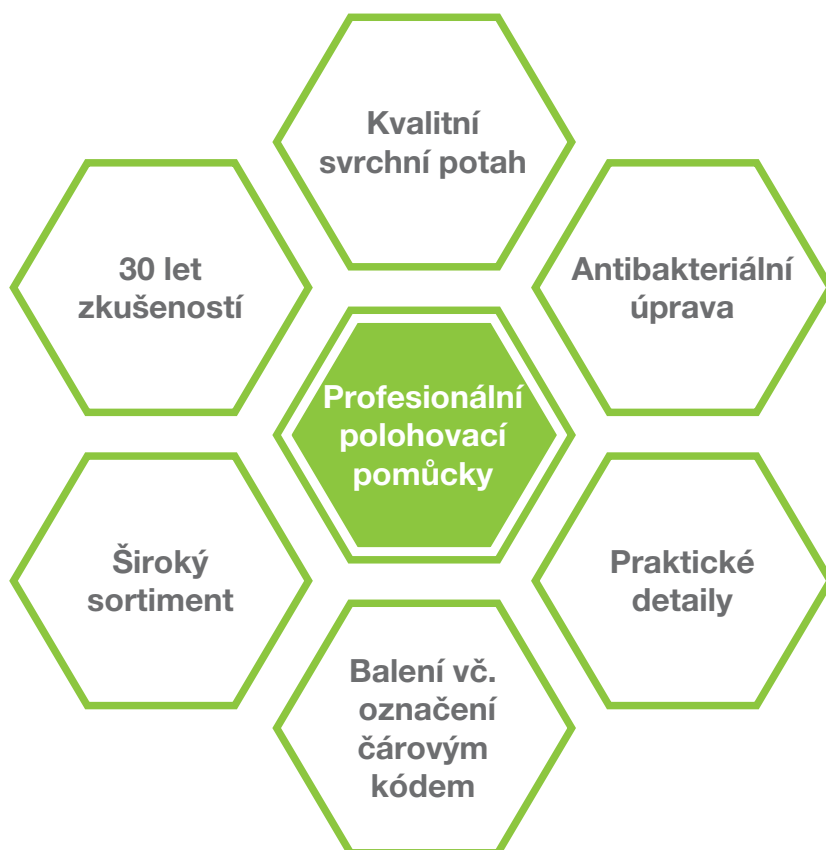 Kvalitní
svrchní potah
30 let
zkušeností
Antibakteriální
úprava
Profesionální
polohovací
pomůcky
Široký
sortiment
Praktické
detaily
Balení vč.
označení
čárovým
kódem